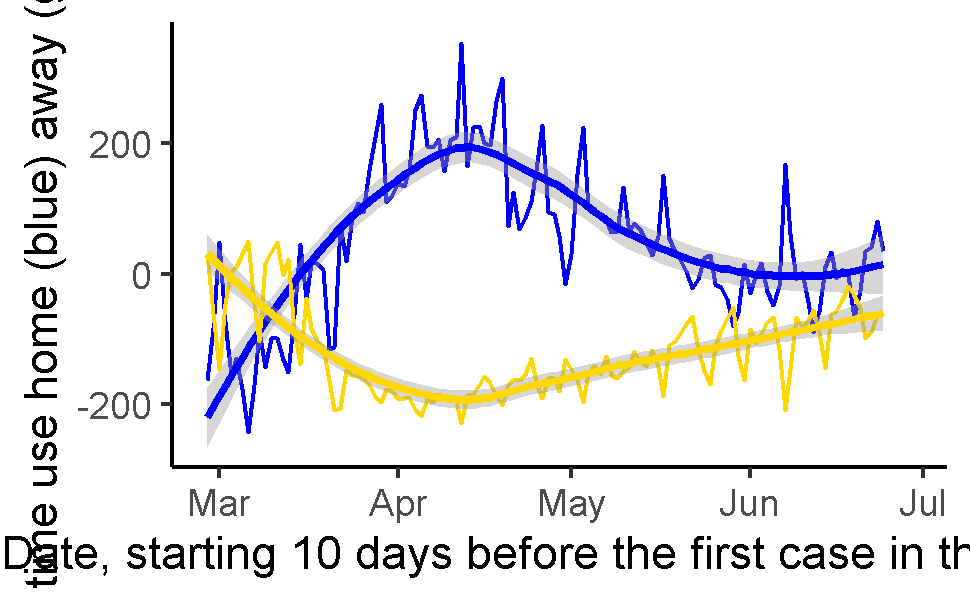 time use home (blue) away (
200
0
-200
Mar Apr May Jun Jul
Date, starting 10 days before the first case in th